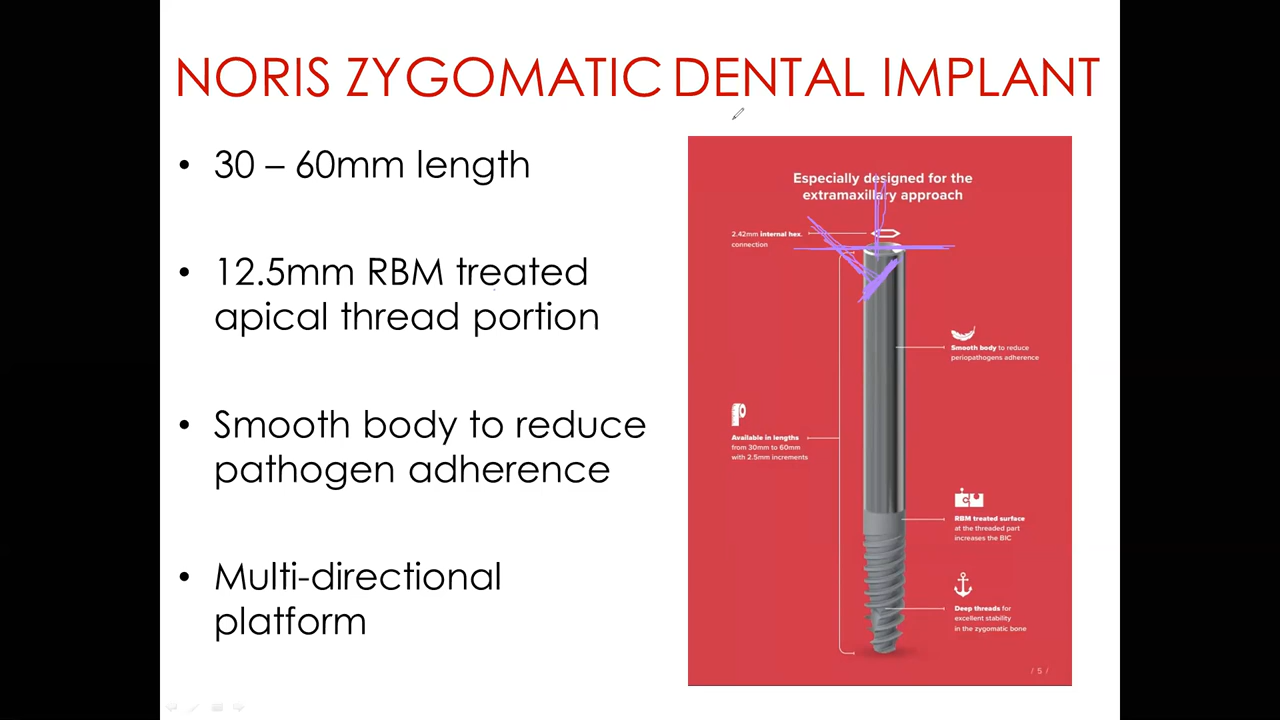 NORIS ZYGOMATIC DENTAL IMPLANT
• 30 – 60mm length
• 12.5mm RBM treated
apical thread portion
• Smooth body to reduce
pathogen adherence
• Multi-directional
platform
Especially designed for the
extramaxillary approach
2.42mm internal hex.
connection
Smooth body to reduce
periopathogens adherence
Available in lengths
from 30mm to 60mm
with 2.5mm increments
RBM treated surface
at the threaded part
increases the BIC
Deep threads for
excellent stability
in the zygomatic bone
/ 5 /